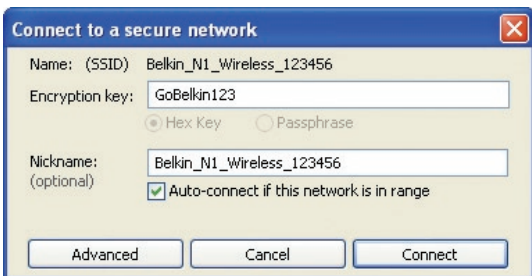 Connect to a secure network
Name: (SSID) Belkin_N1_Wireless_123456
Encryption key: GoBelkin123
Hex Key Passphrase
Nickname: Belkin_N1_Wireless_123456
(optional)
Auto-connect if this network is in range
Advanced Cancel Connect